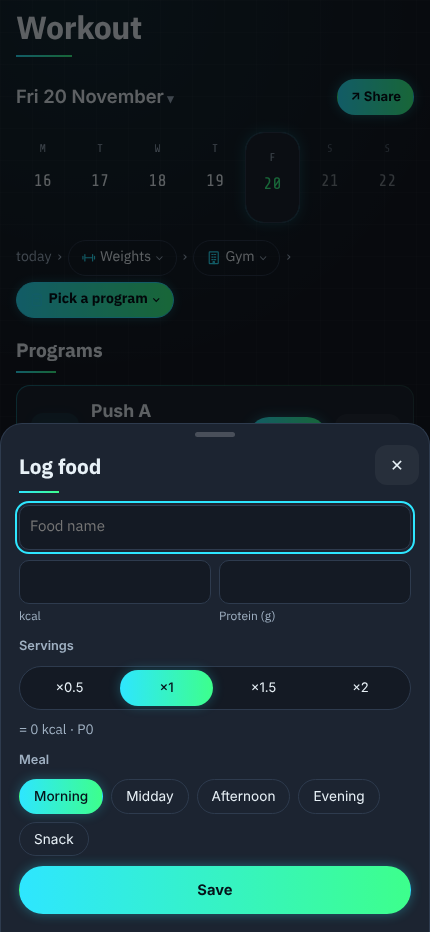 Workout
Fri 20 November ▾
↗ Share
M T W T F S S
16 17 18 19 20 21 22
today › Weights › Gym ›
Pick a program
Programs
Push A
Log food
×
Food name
kcal Protein (g)
Servings
×0.5 ×1 ×1.5 ×2
= 0 kcal · P0
Meal
Morning Midday Afternoon Evening
Snack
Save